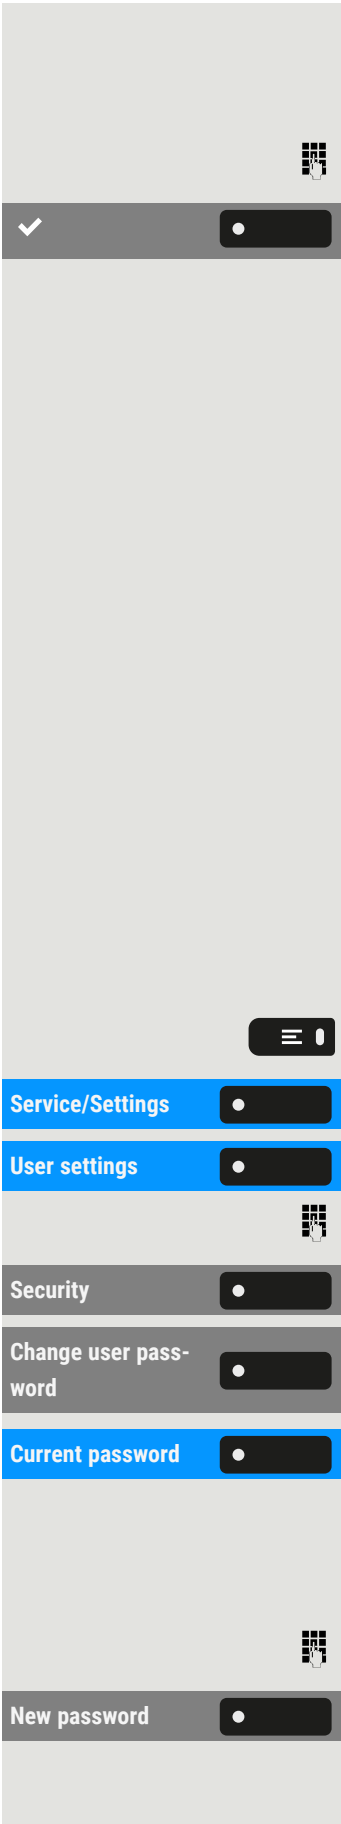 Service/Settings
User settings
Security
Change user pass-
word
Current password
New password